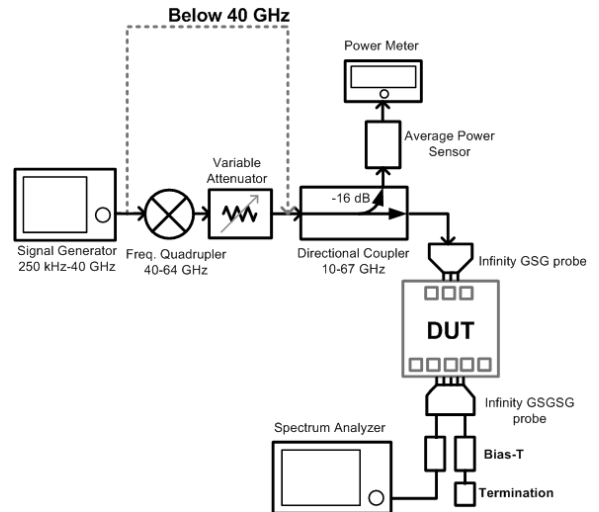 Below 40 GHz
Power Meter
Average Power
Sensor
Variable
Attenuator
-16 dB
Signal Generator
250 kHz-40 GHz
Freq. Quadrupler
40-64 GHz
Directional Coupler
10-67 GHz
Infinity GSG probe
DUT
Infinity GSGSG
probe
Spectrum Analyzer
Bias-T
Termination